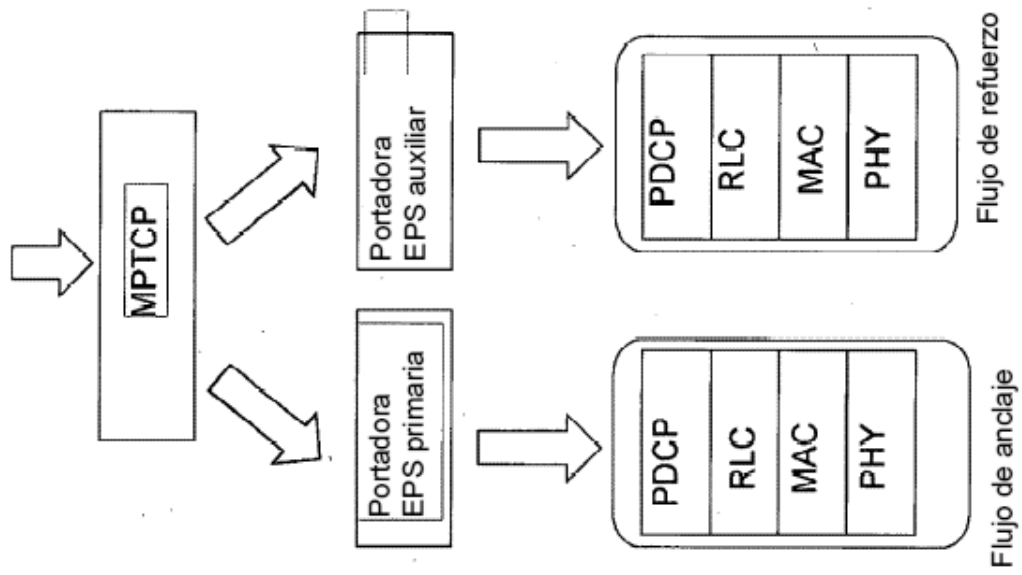 MPTCP
Portadora
EPS primaria
Portadora
EPS auxiliar
PDCP
RLC
MAC
PHY
Flujo de anclaje
PDCP
RLC
MAC
PHY
Flujo de refuerzo